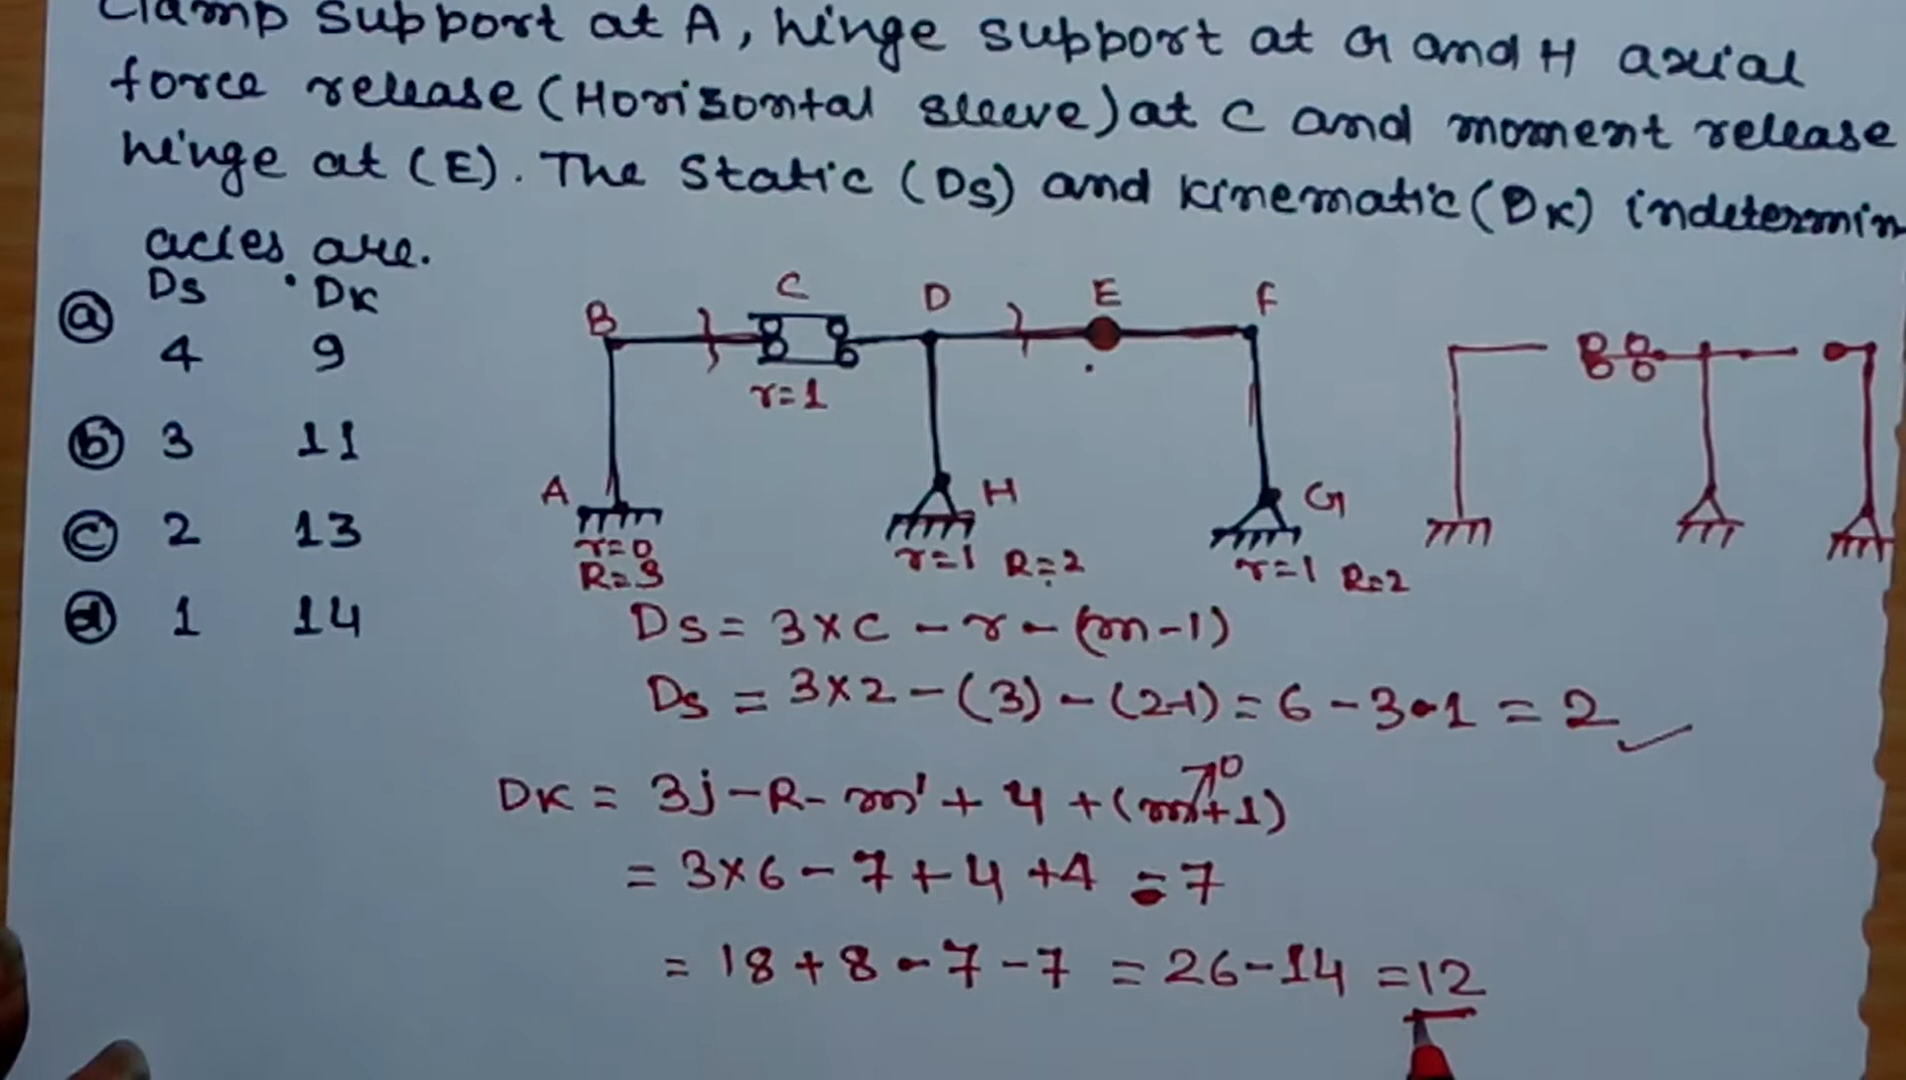 Clamp support at A, hinge support at G and H axial
force release (Horisontal sleeve) at C and moment release
hinge at (E). The Static (Ds) and Kinematic (DK) indetermin
acies are.
Ds DK
(a) 4 9
(b) 3 11
(c) 2 13
(d) 1 14
B C D E F
r=1
A H G
r=0
R=3
r=1 R=2
r=1 R=2
Ds = 3×C - r - (m-1)
Ds = 3×2 - (3) - (2-1) = 6 - 3 - 1 = 2 ✓
DK = 3j - R - m' + 4 + (m+1) 0
= 3×6 - 7 + 4 + 4 - 7
= 18 + 8 - 7 - 7 = 26 - 14 = 12